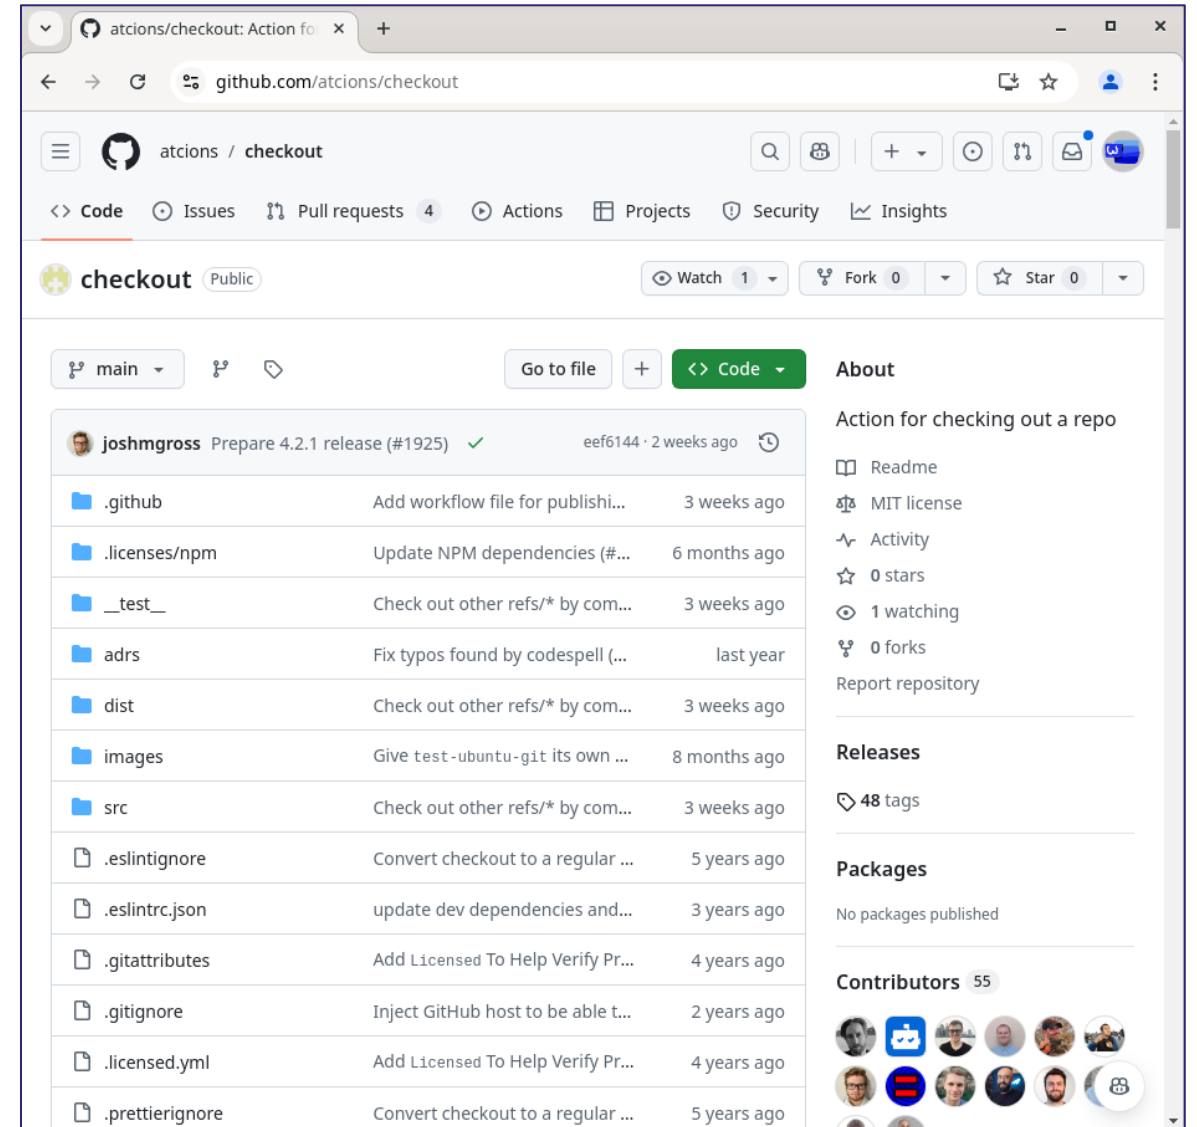 atcions/checkout: Action fo
github.com/atcions/checkout
atcions / checkout
Code Issues Pull requests 4 Actions Projects Security Insights
checkout Public Watch 1 Fork 0 Star 0
main Go to file + Code
joshmgross Prepare 4.2.1 release (#1925) eef6144 · 2 weeks ago
.github Add workflow file for publishi... 3 weeks ago
.licenses/npm Update NPM dependencies (#... 6 months ago
__test__ Check out other refs/* by com... 3 weeks ago
adrs Fix typos found by codespell (... last year
dist Check out other refs/* by com... 3 weeks ago
images Give test-ubuntu-git its own ... 8 months ago
src Check out other refs/* by com... 3 weeks ago
.eslintignore Convert checkout to a regular ... 5 years ago
.eslintrc.json update dev dependencies and... 3 years ago
.gitattributes Add Licensed To Help Verify Pr... 4 years ago
.gitignore Inject GitHub host to be able t... 2 years ago
.licensed.yml Add Licensed To Help Verify Pr... 4 years ago
.prettierignore Convert checkout to a regular ... 5 years ago
About
Action for checking out a repo
Readme
MIT license
Activity
0 stars
1 watching
0 forks
Report repository
Releases
48 tags
Packages
No packages published
Contributors 55